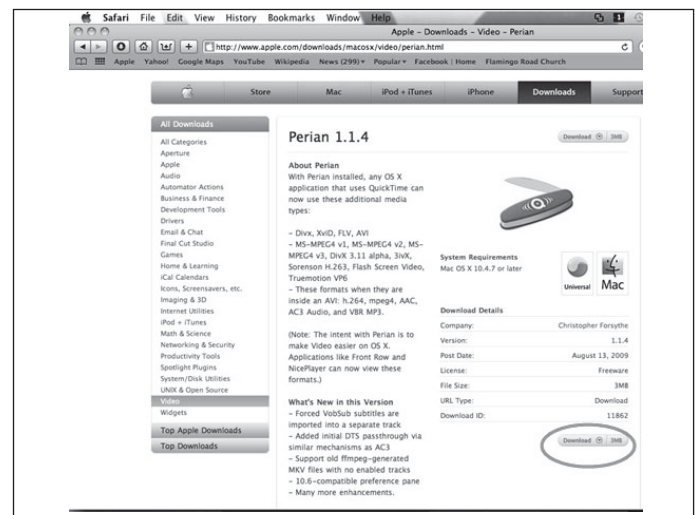 Safari File Edit View History Bookmarks Window Help
Apple – Downloads – Video – Perian
http://www.apple.com/downloads/macosx/video/perian.html
Apple Yahoo! Google Maps YouTube Wikipedia News (299) Popular Facebook | Home Flamingo Road Church
Store Mac iPod + iTunes iPhone Downloads Support
All Downloads
All Categories
Aperture
Apple
Audio
Automator Actions
Business & Finance
Development Tools
Drivers
Email & Chat
Final Cut Studio
Games
Home & Learning
iCal Calendars
Icons, Screensavers, etc.
Imaging & 3D
Internet Utilities
iPod + iTunes
Math & Science
Networking & Security
Productivity Tools
Spotlight Plugins
System/Disk Utilities
UNIX & Open Source
Video
Widgets
Top Apple Downloads
Top Downloads
Perian 1.1.4
Download 3MB
About Perian
With Perian installed, any OS X
application that uses QuickTime can
now use these additional media
types:
– Divx, XviD, FLV, AVI
– MS-MPEG4 v1, MS-MPEG4 v2, MS-
MPEG4 v3, DivX 3.11 alpha, 3ivX,
Sorenson H.263, Flash Screen Video,
Truemotion VP6
– These formats when they are
inside an AVI: h.264, mpeg4, AAC,
AC3 Audio, and VBR MP3.
(Note: The intent with Perian is to
make Video easier on OS X.
Applications like Front Row and
NicePlayer can now view these
formats.)
What's New in this Version
– Forced VobSub subtitles are
imported into a separate track
– Added initial DTS passthrough via
similar mechanisms as AC3
– Support old ffmpeg-generated
MKV files with no enabled tracks
– 10.6-compatible preference pane
– Many more enhancements.
System Requirements
Mac OS X 10.4.7 or later
Universal Mac
Download Details
Company: Christopher Forsythe
Version: 1.1.4
Post Date: August 13, 2009
License: Freeware
File Size: 3MB
URL Type: Download
Download ID: 11862
Download 3MB